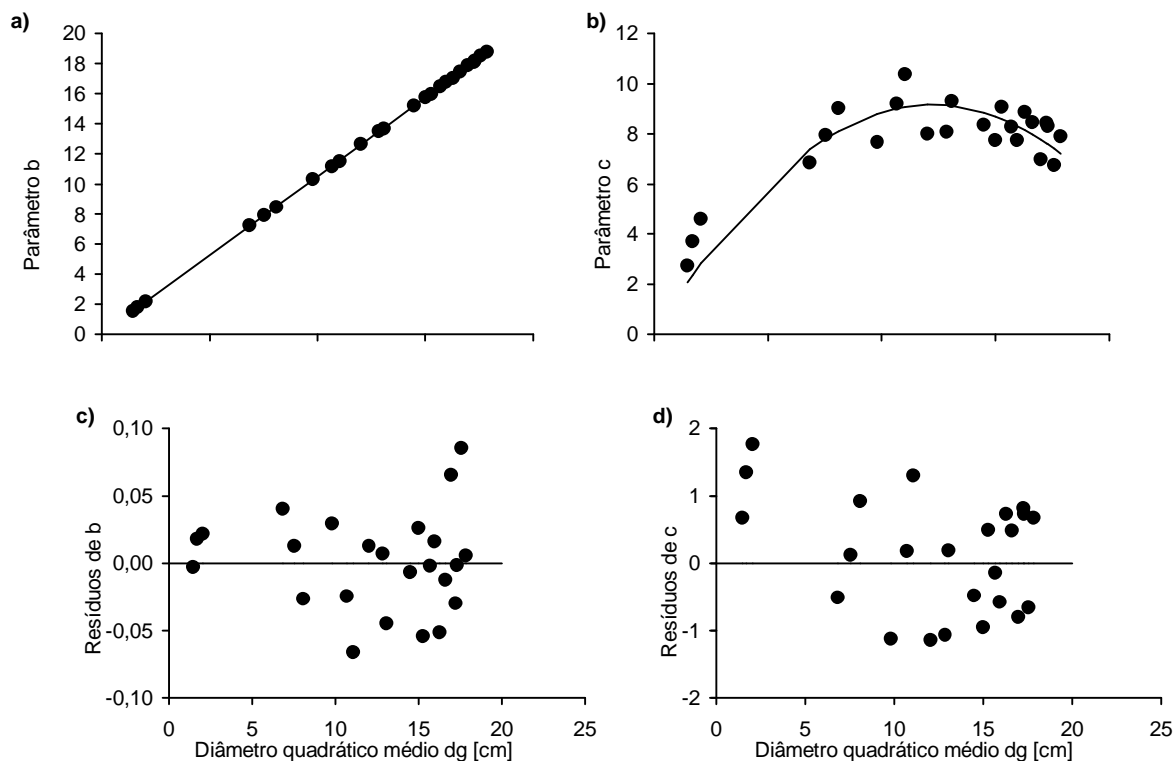 a)
20
18
16
14
12
10
8
6
4
2
0
Parâmetro b
b)
12
10
8
6
4
2
0
Parâmetro c
c)
0,10
0,05
0,00
-0,05
-0,10
Resíduos de b
0 5 10 15 20 25
Diâmetro quadrático médio dg [cm]
d)
2
1
0
-1
-2
Resíduos de c
0 5 10 15 20 25
Diâmetro quadrático médio dg [cm]